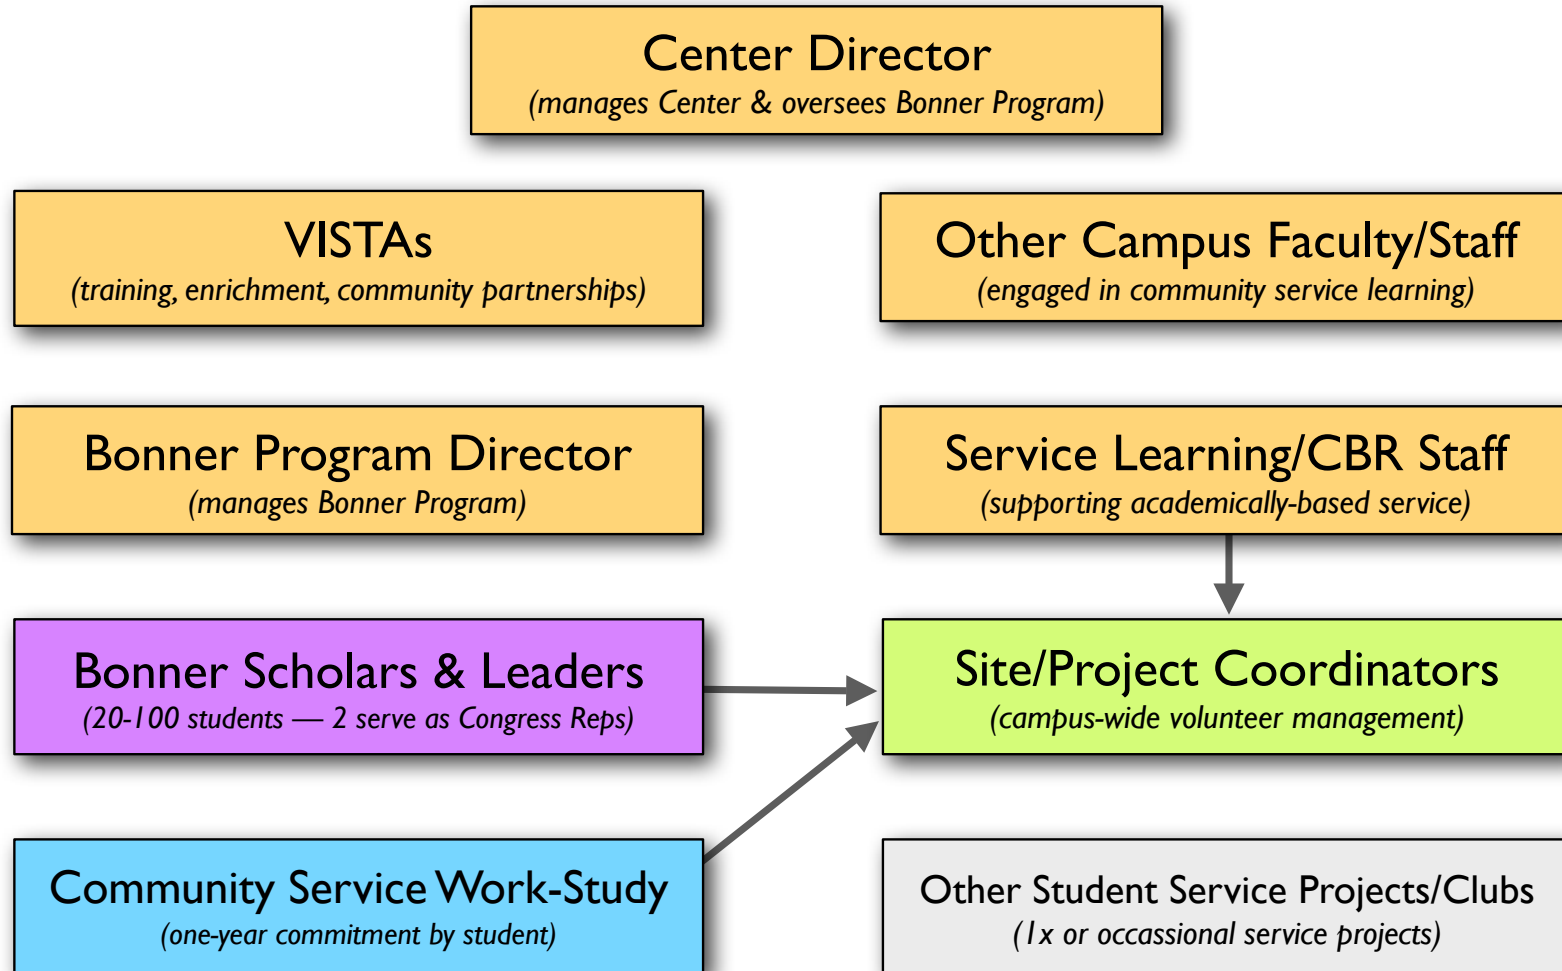 Center Director
(manages Center & oversees Bonner Program)
VISTAs
(training, enrichment, community partnerships)
Other Campus Faculty/Staff
(engaged in community service learning)
Bonner Program Director
(manages Bonner Program)
Service Learning/CBR Staff
(supporting academically-based service)
Bonner Scholars & Leaders
(20-100 students — 2 serve as Congress Reps)
Site/Project Coordinators
(campus-wide volunteer management)
Community Service Work-Study
(one-year commitment by student)
Other Student Service Projects/Clubs
(1x or occassional service projects)